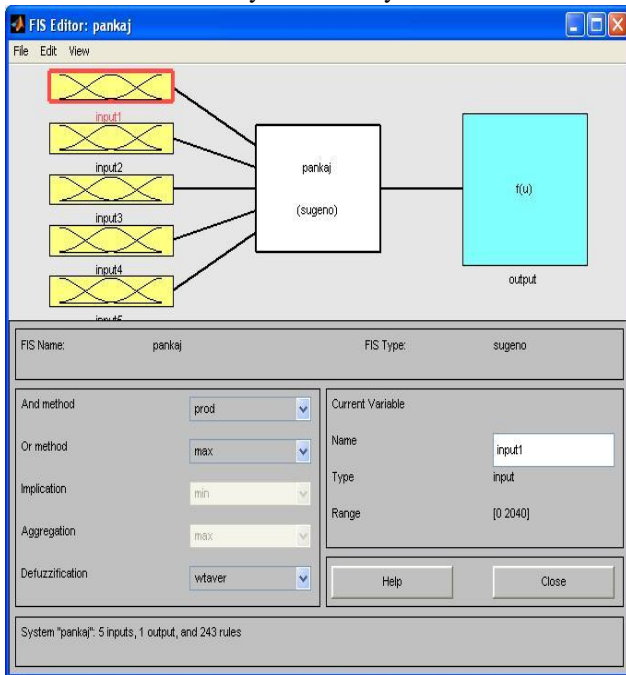 FIS Editor: pankaj
File Edit View
input1
input2
input3
input4
input5
pankaj
(sugeno)
f(u)
output
FIS Name: pankaj FIS Type: sugeno
And method prod
Or method max
Implication min
Aggregation max
Defuzzification wtaver
Current Variable
Name input1
Type input
Range [0 2040]
Help Close
System "pankaj": 5 inputs, 1 output, and 243 rules